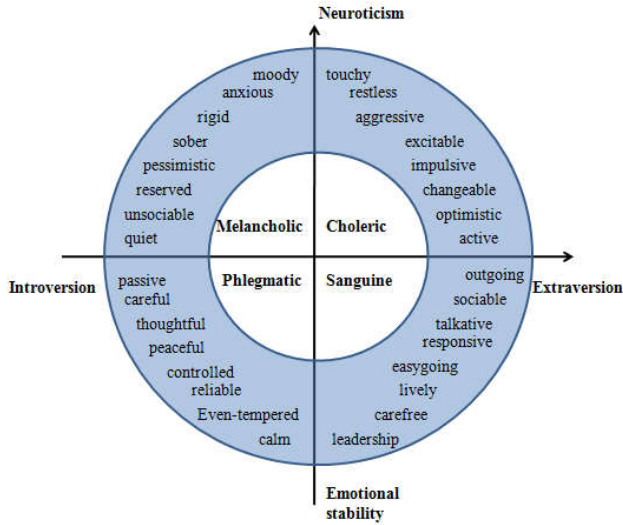 Neuroticism
moody
anxious
rigid
sober
pessimistic
reserved
unsociable
quiet
touchy
restless
aggressive
excitable
impulsive
changeable
optimistic
active
Melancholic
Choleric
Phlegmatic
Sanguine
Introversion
Extraversion
passive
careful
thoughtful
peaceful
controlled
reliable
Even-tempered
calm
outgoing
sociable
talkative
responsive
easygoing
lively
carefree
leadership
Emotional
stability